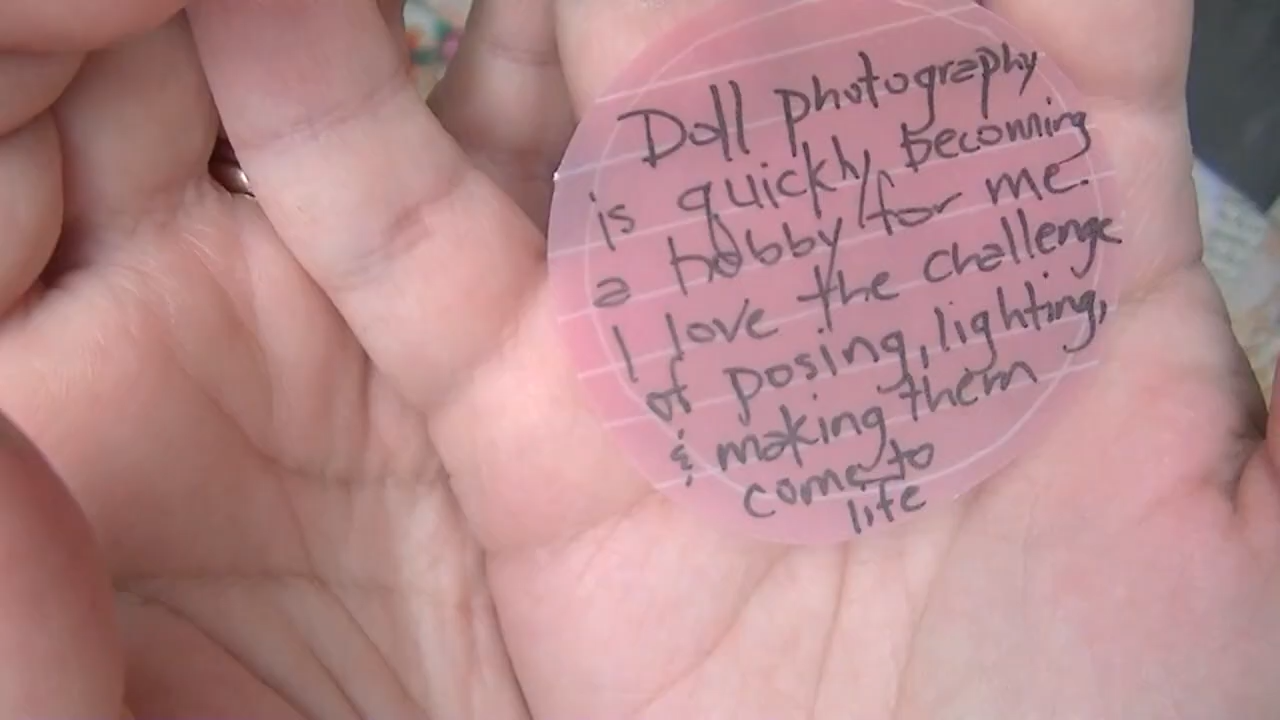 Doll photography
is quickly becoming
a hobby for me.
I love the challenge
of posing, lighting,
& making them
come to
life